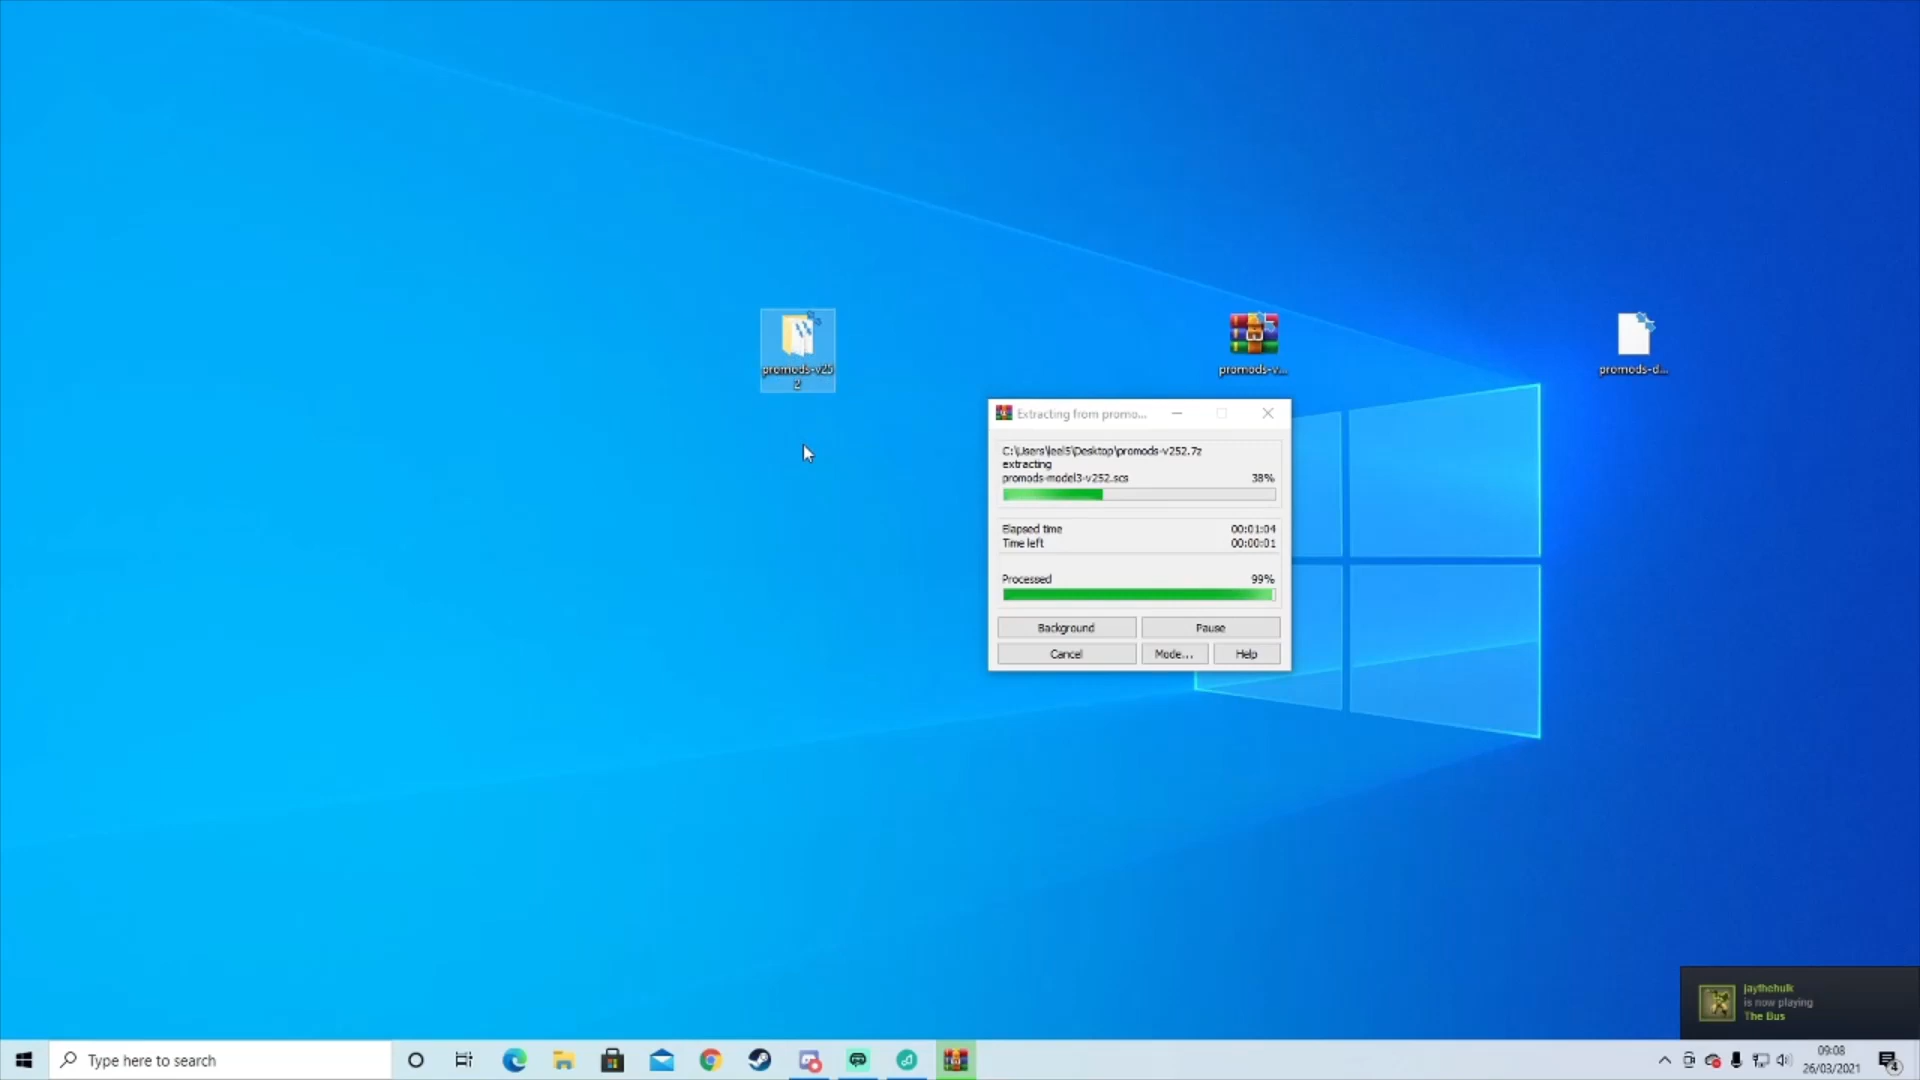 promods-v25
2
promods-v...
promods-d...
Extracting from promo...
C:\Users\leel5\Desktop\promods-v252.7z
extracting
promods-model3-v252.scs 38%
Elapsed time 00:01:04
Time left 00:00:01
Processed 99%
Background Pause
Cancel Mode... Help
jaythehulk
is now playing
The Bus
Type here to search
09:08
26/03/2021
4